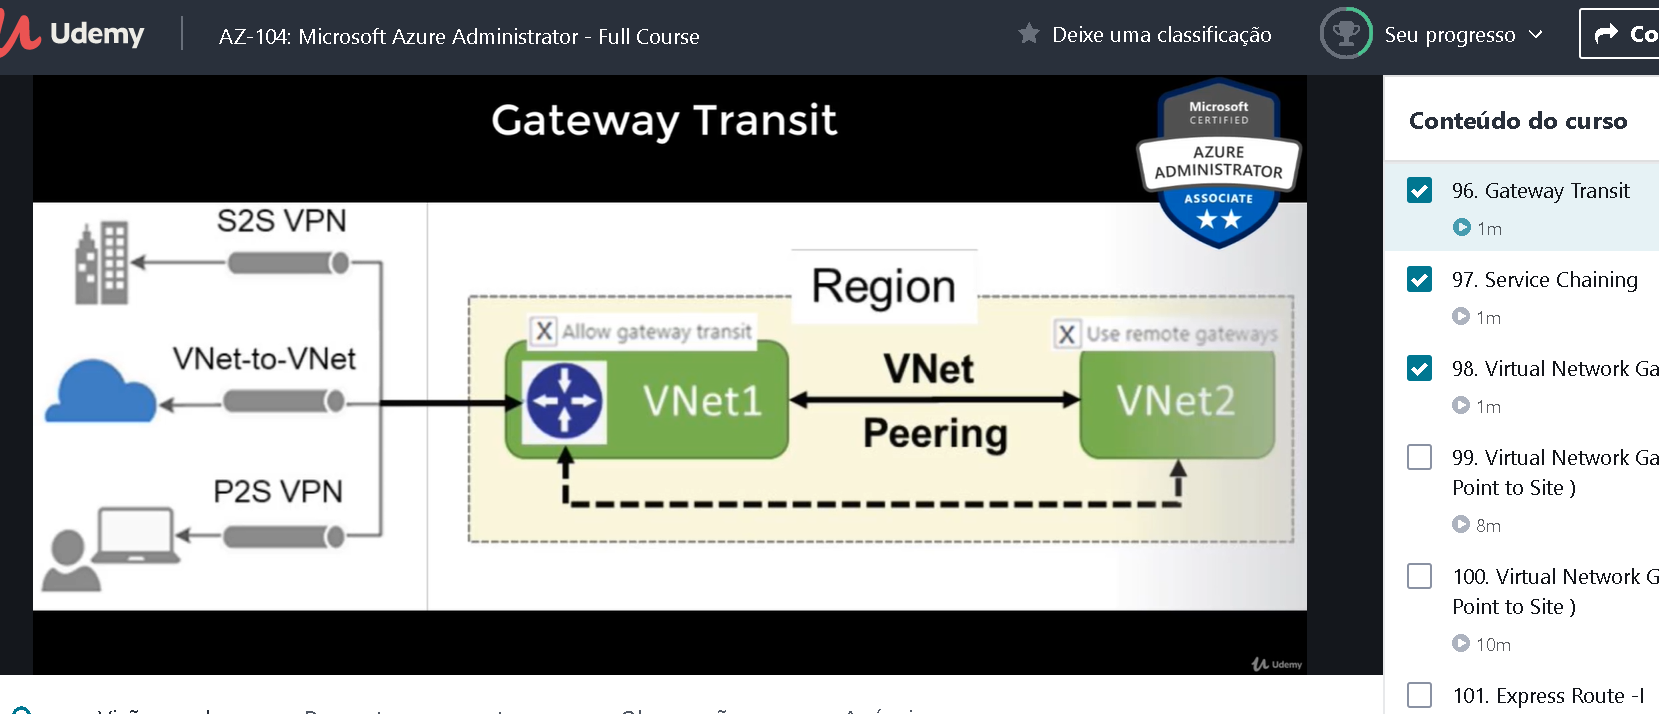 Udemy
AZ-104: Microsoft Azure Administrator - Full Course
Deixe uma classificação
Seu progresso
Co
Gateway Transit
Microsoft
CERTIFIED
AZURE
ADMINISTRATOR
ASSOCIATE
S2S VPN
VNet-to-VNet
P2S VPN
Region
X Allow gateway transit
X Use remote gateways
VNet1
VNet
Peering
VNet2
Udemy
Conteúdo do curso
96. Gateway Transit
1m
97. Service Chaining
1m
98. Virtual Network Ga
1m
99. Virtual Network Ga
Point to Site )
8m
100. Virtual Network G
Point to Site )
10m
101. Express Route -I